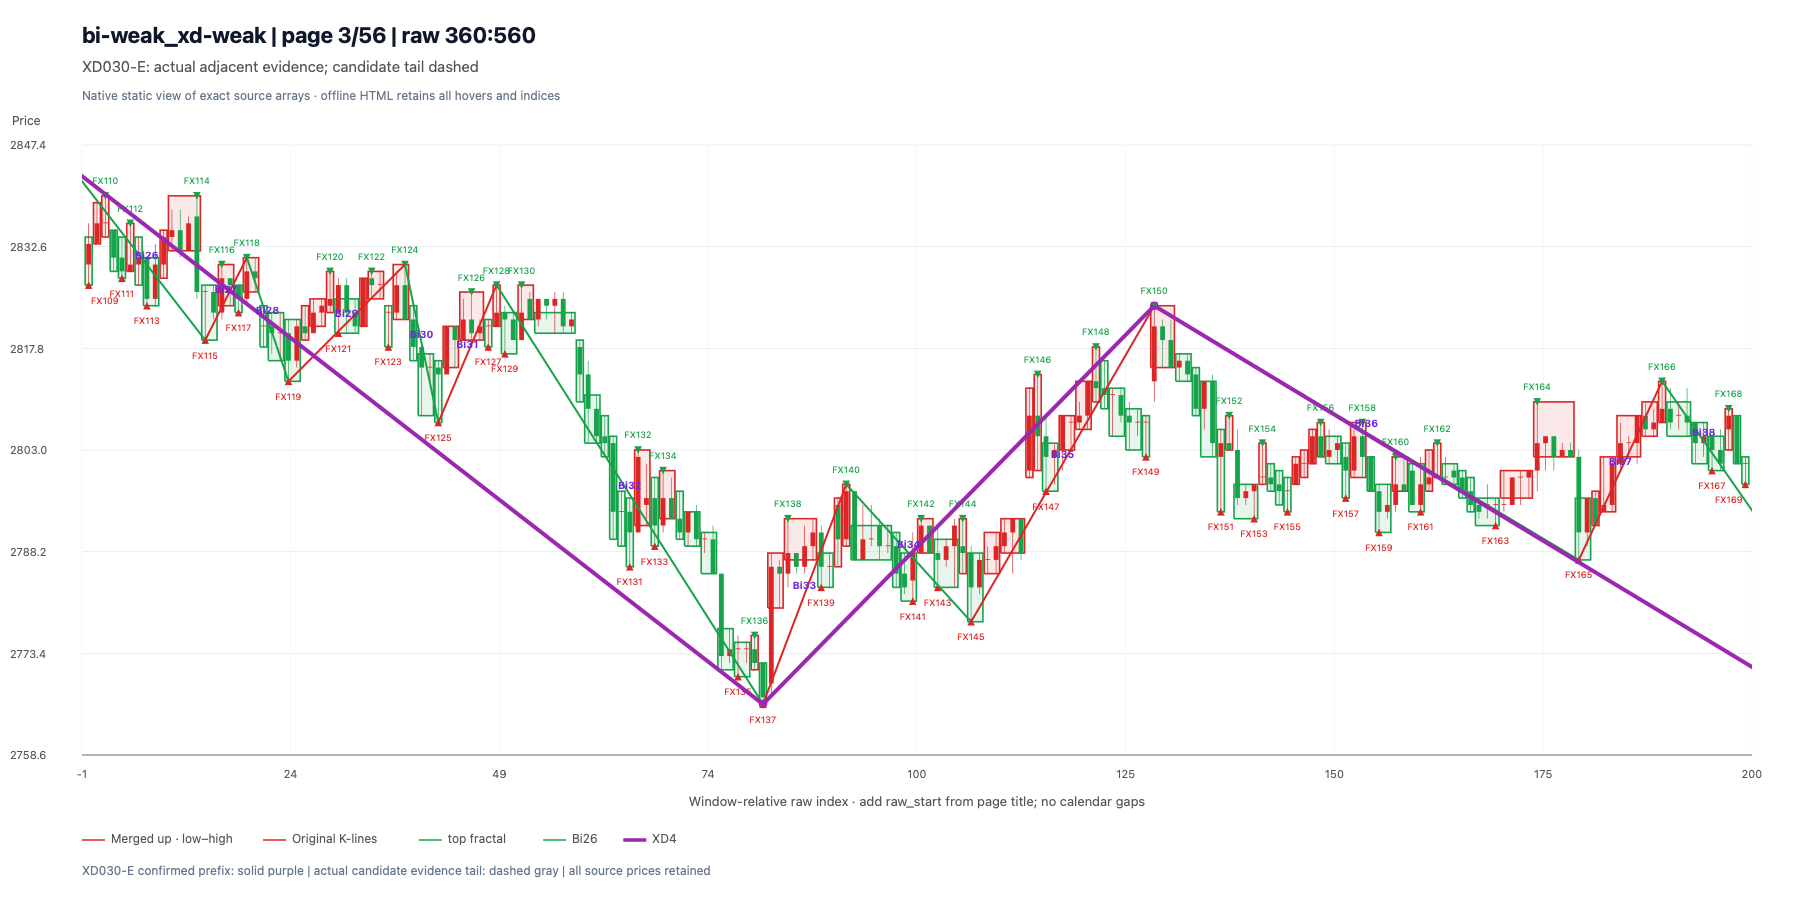 bi-weak_xd-weak | page 3/56 | raw 360:560
XD030-E: actual adjacent evidence; candidate tail dashed
Native static view of exact source arrays · offline HTML retains all hovers and indices
Price
2847.4
2832.6
2817.8
2803.0
2788.2
2773.4
2758.6
FX110
FX114
FX112
FX118
FX116
FX124
FX120
FX122
Bi26
FX109
FX111
FX113
FX117
Bi28
Bi29
FX126
FX128
FX130
FX115
FX121
FX123
Bi30
Bi31
FX127
FX129
FX119
FX125
FX132
FX134
Bi32
FX131
FX133
FX136
FX135
FX137
FX138
FX140
Bi33
FX139
FX142
FX144
Bi34
FX141
FX143
FX145
FX150
FX148
FX146
Bi35
FX147
FX149
FX152
FX154
FX156
FX158
Bi36
FX160
FX162
FX164
FX166
FX168
Bi38
Bi37
FX151
FX153
FX155
FX157
FX159
FX161
FX163
FX165
FX167
FX169
-1 24 49 74 100 125 150 175 200
Window-relative raw index · add raw_start from page title; no calendar gaps
Merged up · low–high Original K-lines top fractal Bi26 XD4
XD030-E confirmed prefix: solid purple | actual candidate evidence tail: dashed gray | all source prices retained